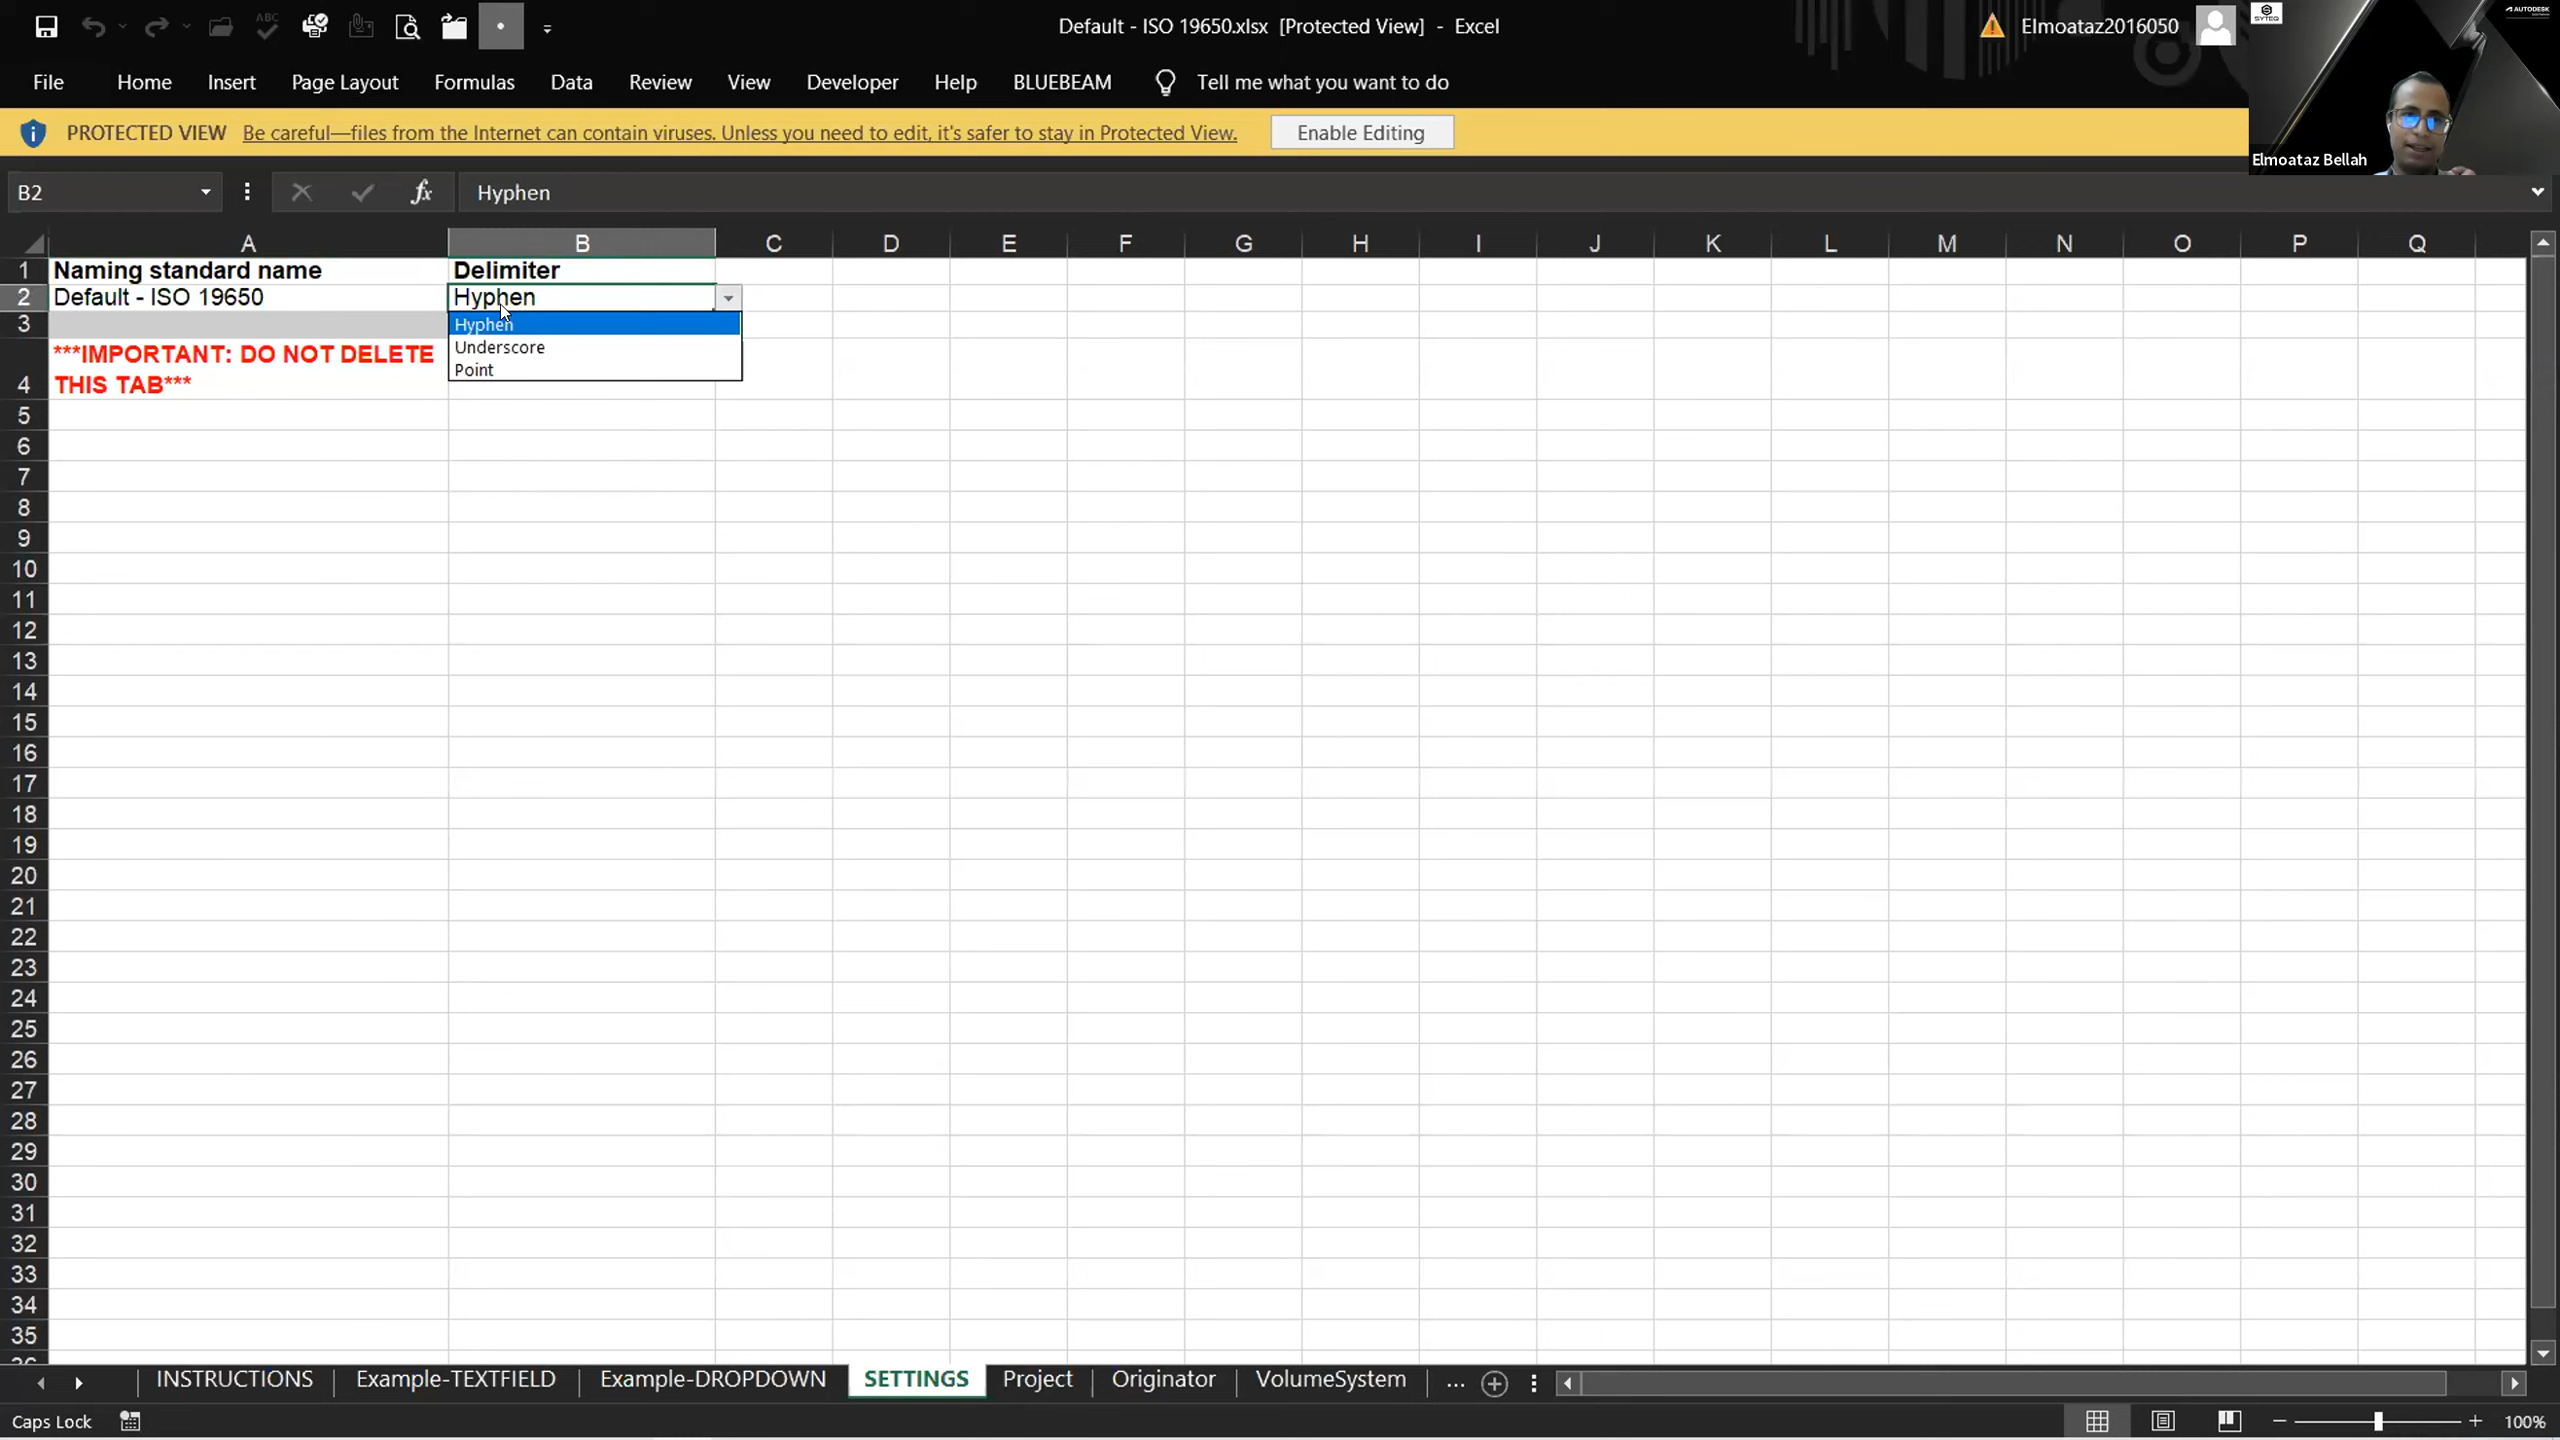 ABC
Default - ISO 19650.xlsx [Protected View] - Excel
Elmoataz2016050
SYTEQ
AUTODESK
File Home Insert Page Layout Formulas Data Review View Developer Help BLUEBEAM Tell me what you want to do
PROTECTED VIEW Be careful—files from the Internet can contain viruses. Unless you need to edit, it's safer to stay in Protected View. Enable Editing
Elmoataz Bellah
B2 fx Hyphen
A B C D E F G H I J K L M N O P Q
1 Naming standard name Delimiter
2 Default - ISO 19650 Hyphen
3 Hyphen
Underscore
Point
***IMPORTANT: DO NOT DELETE
4 THIS TAB***
5
6
7
8
9
10
11
12
13
14
15
16
17
18
19
20
21
22
23
24
25
26
27
28
29
30
31
32
33
34
35
INSTRUCTIONS Example-TEXTFIELD Example-DROPDOWN SETTINGS Project Originator VolumeSystem ...
Caps Lock 100%